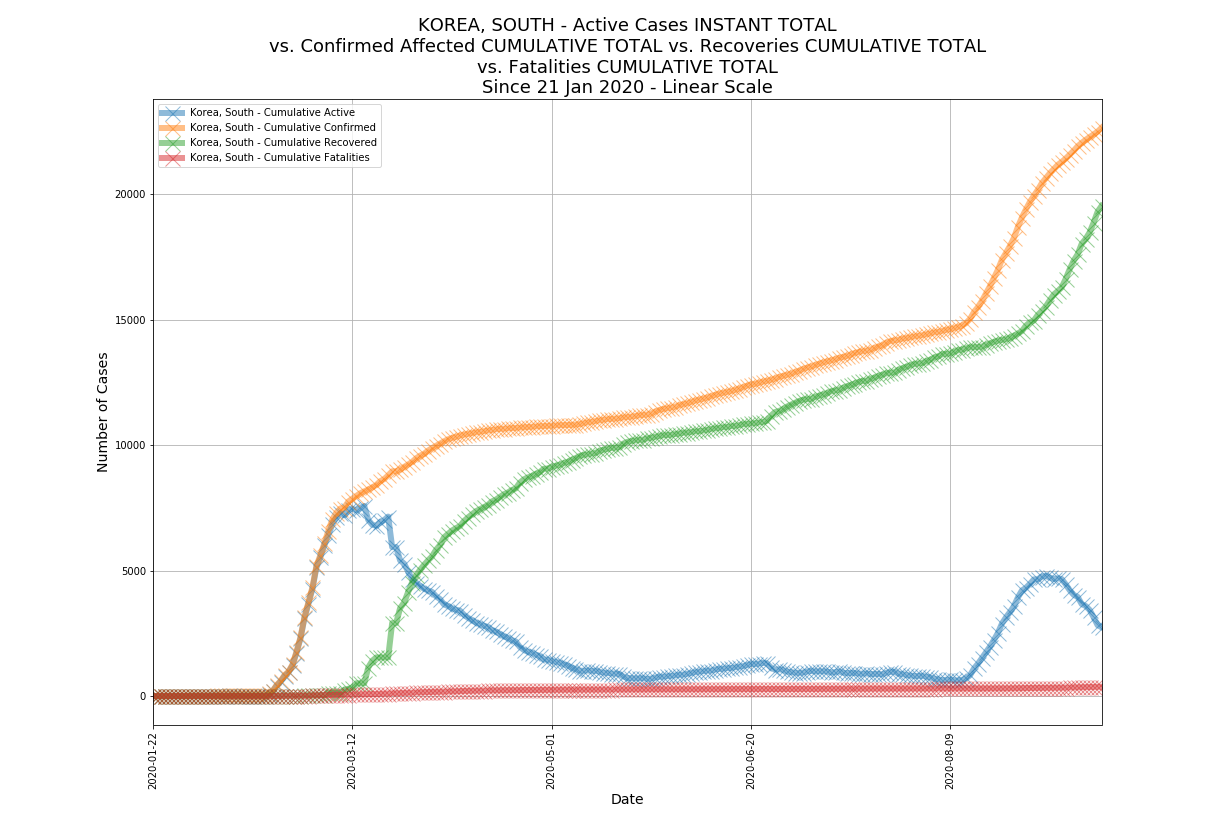 KOREA, SOUTH - Active Cases INSTANT TOTAL
vs. Confirmed Affected CUMULATIVE TOTAL vs. Recoveries CUMULATIVE TOTAL
vs. Fatalities CUMULATIVE TOTAL
Since 21 Jan 2020 - Linear Scale
Korea, South - Cumulative Active
Korea, South - Cumulative Confirmed
Korea, South - Cumulative Recovered
Korea, South - Cumulative Fatalities
Number of Cases
20000
15000
10000
5000
0
2020-01-22
2020-03-12
2020-05-01
2020-06-20
2020-08-09
Date